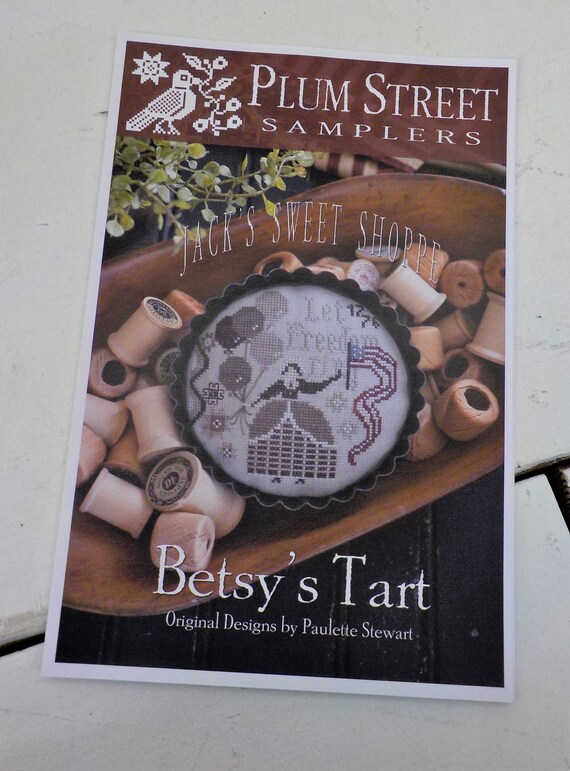 PLUM STREET
SAMPLERS
JACK'S SWEET SHOPPE
Let
1776
Freedom
Betsy's Tart
Original Designs by Paulette Stewart